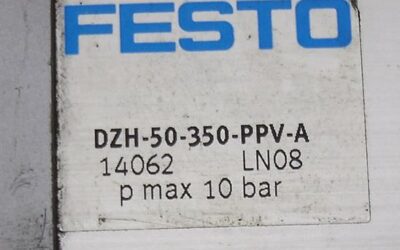 FESTO
DZH-50-350-PPV-A
14062 LN08
p max 10 bar